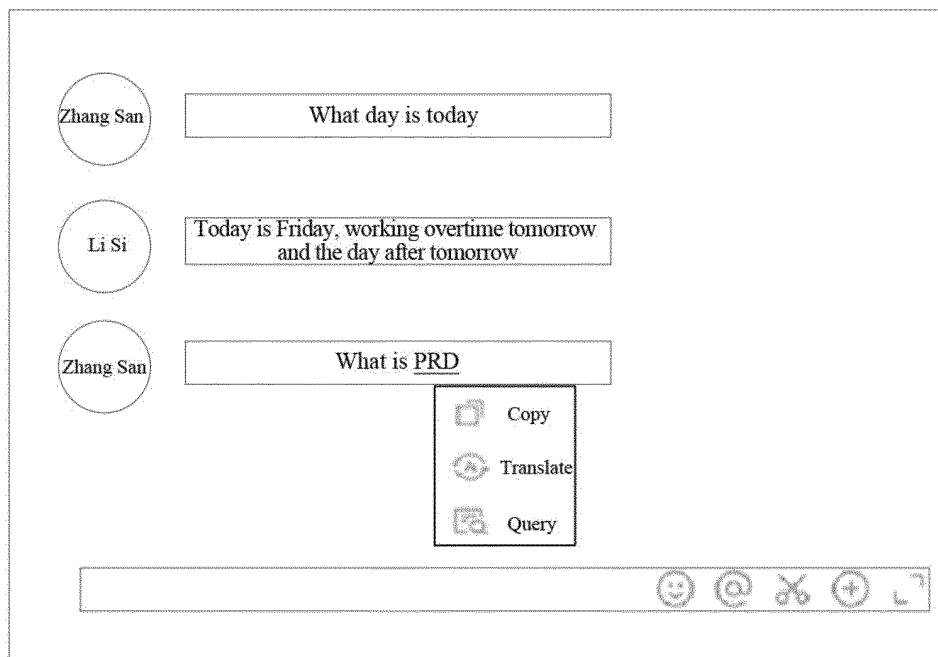 Zhang San
What day is today
Li Si
Today is Friday, working overtime tomorrow
and the day after tomorrow
Zhang San
What is PRD
Copy
Translate
Query